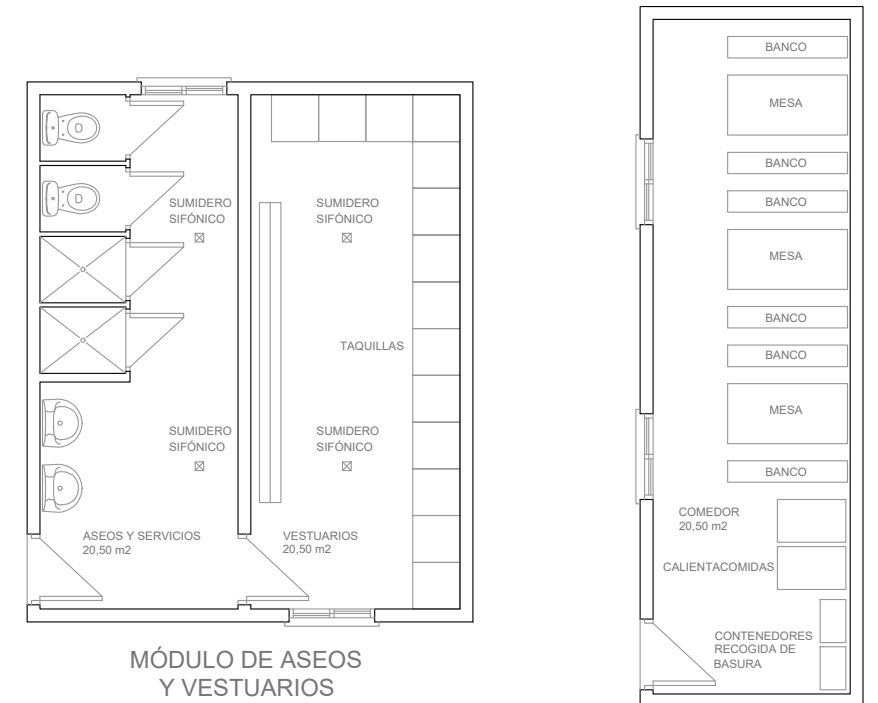 SUMIDERO
SIFÓNICO
SUMIDERO
SIFÓNICO
TAQUILLAS
SUMIDERO
SIFÓNICO
SUMIDERO
SIFÓNICO
ASEOS Y SERVICIOS
20,50 m2
VESTUARIOS
20,50 m2
MÓDULO DE ASEOS
Y VESTUARIOS
BANCO
MESA
BANCO
BANCO
MESA
BANCO
BANCO
MESA
BANCO
COMEDOR
20,50 m2
CALIENTACOMIDAS
CONTENEDORES
RECOGIDA DE
BASURA